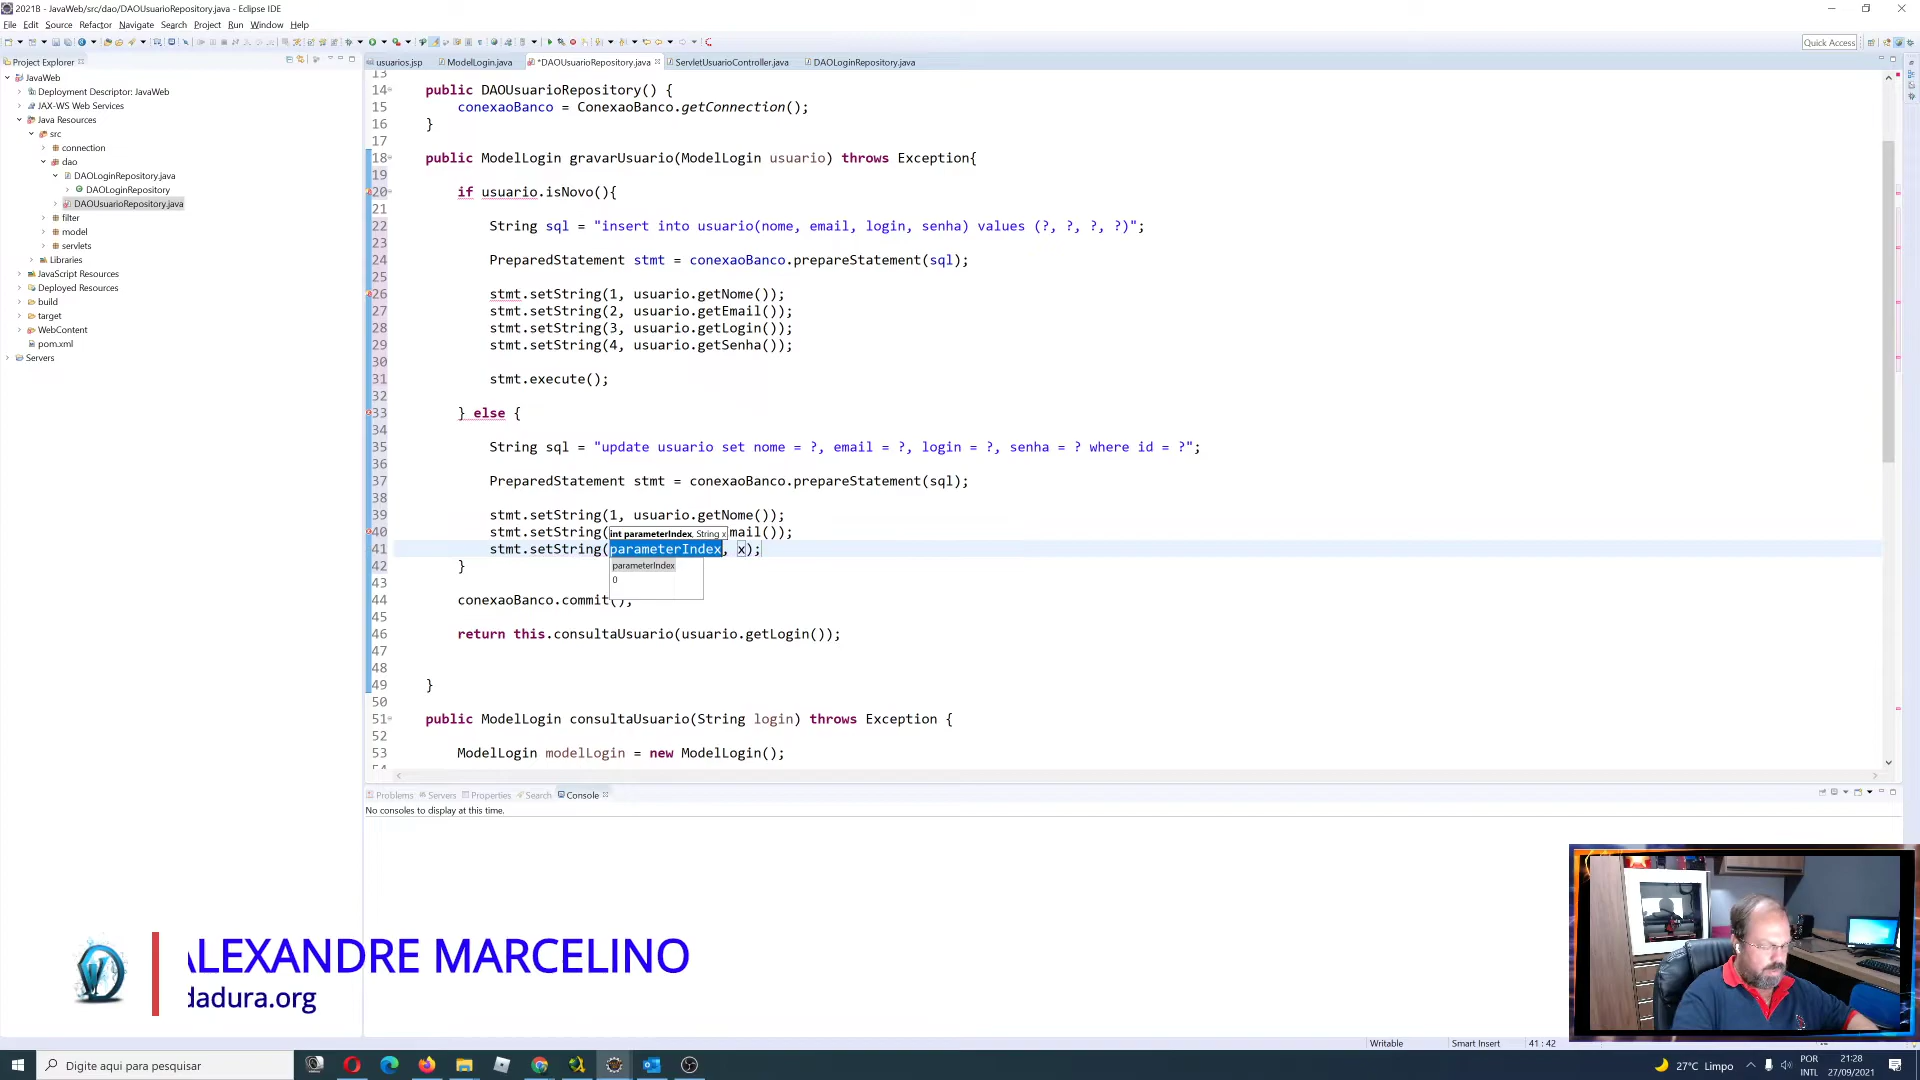 2021B - JavaWeb/src/dao/DAOUsuarioRepository.java - Eclipse IDE
File Edit Source Refactor Navigate Search Project Run Window Help
Quick Access
Project Explorer
JavaWeb
Deployment Descriptor: JavaWeb
JAX-WS Web Services
Java Resources
src
connection
dao
DAOLoginRepository.java
DAOLoginRepository
DAOUsuarioRepository.java
filter
model
servlets
Libraries
JavaScript Resources
Deployed Resources
build
target
WebContent
pom.xml
Servers
usuarios.jsp ModelLogin.java *DAOUsuarioRepository.java ServletUsuarioController.java DAOLoginRepository.java
13
14 public DAOUsuarioRepository() {
15 conexaoBanco = ConexaoBanco.getConnection();
16 }
17
18 public ModelLogin gravarUsuario(ModelLogin usuario) throws Exception{
19
20 if usuario.isNovo(){
21
22 String sql = "insert into usuario(nome, email, login, senha) values (?, ?, ?, ?)";
23
24 PreparedStatement stmt = conexaoBanco.prepareStatement(sql);
25
26 stmt.setString(1, usuario.getNome());
27 stmt.setString(2, usuario.getEmail());
28 stmt.setString(3, usuario.getLogin());
29 stmt.setString(4, usuario.getSenha());
30
31 stmt.execute();
32
33 } else {
34
35 String sql = "update usuario set nome = ?, email = ?, login = ?, senha = ? where id = ?";
36
37 PreparedStatement stmt = conexaoBanco.prepareStatement(sql);
38
39 stmt.setString(1, usuario.getNome());
40 stmt.setString( int parameterIndex, String x mail());
41 stmt.setString(parameterIndex, x);
parameterIndex
0
42 }
43
44 conexaoBanco.commit();
45
46 return this.consultaUsuario(usuario.getLogin());
47
48
49 }
50
51 public ModelLogin consultaUsuario(String login) throws Exception {
52
53 ModelLogin modelLogin = new ModelLogin();
54
Problems Servers Properties Search Console
No consoles to display at this time.
ALEXANDRE MARCELINO
dadura.org
Writable Smart Insert 41 : 42
Digite aqui para pesquisar
27°C Limpo
POR
INTL
21:28
27/09/2021